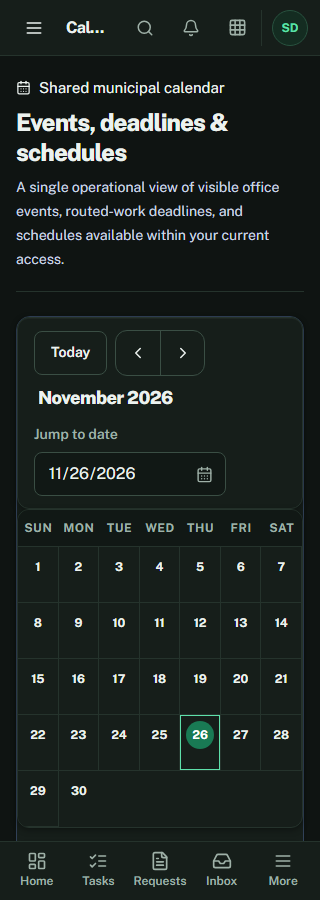 Cal... SD
Shared municipal calendar
Events, deadlines &
schedules
A single operational view of visible office
events, routed-work deadlines, and
schedules available within your current
access.
Today
November 2026
Jump to date
11/26/2026
SUN MON TUE WED THU FRI SAT
1 2 3 4 5 6 7
8 9 10 11 12 13 14
15 16 17 18 19 20 21
22 23 24 25 26 27 28
29 30
Home Tasks Requests Inbox More